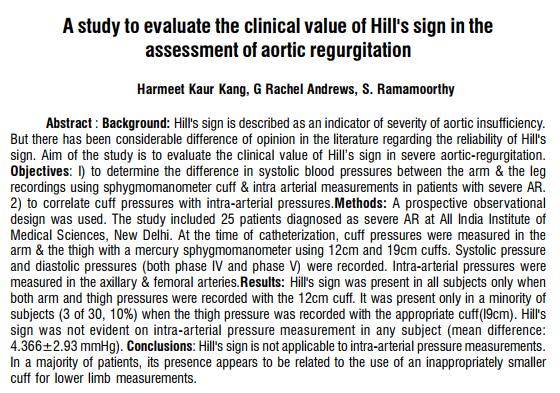 A study to evaluate the clinical value of Hill's sign in the
assessment of aortic regurgitation
Harmeet Kaur Kang, G Rachel Andrews, S. Ramamoorthy
Abstract : Background: Hill's sign is described as an indicator of severity of aortic insufficiency.
But there has been considerable difference of opinion in the literature regarding the reliability of Hill's
sign. Aim of the study is to evaluate the clinical value of Hill's sign in severe aortic-regurgitation.
Objectives: I) to determine the difference in systolic blood pressures between the arm & the leg
recordings using sphygmomanometer cuff & intra arterial measurements in patients with severe AR.
2) to correlate cuff pressures with intra-arterial pressures.Methods: A prospective observational
design was used. The study included 25 patients diagnosed as severe AR at All India Institute of
Medical Sciences, New Delhi. At the time of catheterization, cuff pressures were measured in the
arm & the thigh with a mercury sphygmomanometer using 12cm and 19cm cuffs. Systolic pressure
and diastolic pressures (both phase IV and phase V) were recorded. Intra-arterial pressures were
measured in the axillary & femoral arteries.Results: Hill's sign was present in all subjects only when
both arm and thigh pressures were recorded with the 12cm cuff. It was present only in a minority of
subjects (3 of 30, 10%) when the thigh pressure was recorded with the appropriate cuff(l9cm). Hill's
sign was not evident on intra-arterial pressure measurement in any subject (mean difference:
4.366±2.93 mmHg). Conclusions: Hill's sign is not applicable to intra-arterial pressure measurements.
In a majority of patients, its presence appears to be related to the use of an inappropriately smaller
cuff for lower limb measurements.